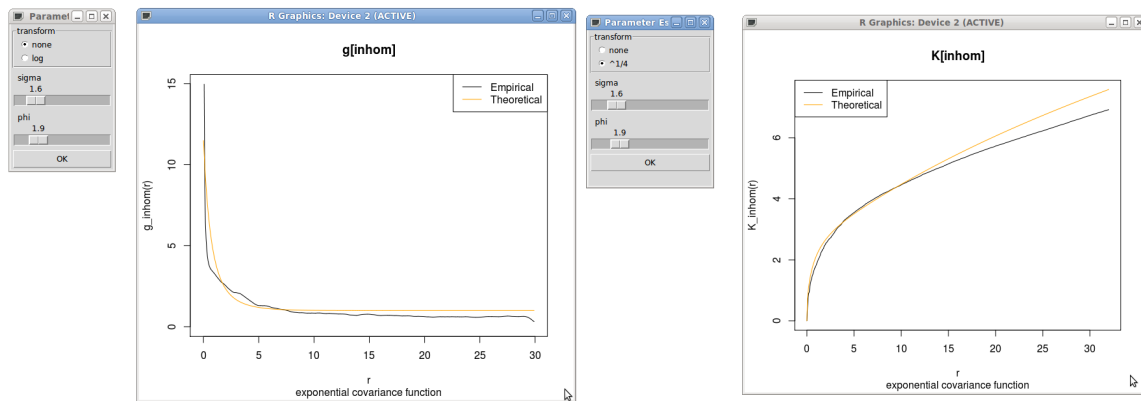 Paramet
transform
none
log
sigma
1.6
phi
1.9
OK
R Graphics: Device 2 (ACTIVE)
g[inhom]
Empirical
Theoretical
g_inhom(r)
0 5 10 15
0 5 10 15 20 25 30
r
exponential covariance function
Parameter Es
transform
none
^1/4
sigma
1.6
phi
1.9
OK
R Graphics: Device 2 (ACTIVE)
K[inhom]
Empirical
Theoretical
K_inhom(r)
0 2 4 6
0 5 10 15 20 25 30
r
exponential covariance function